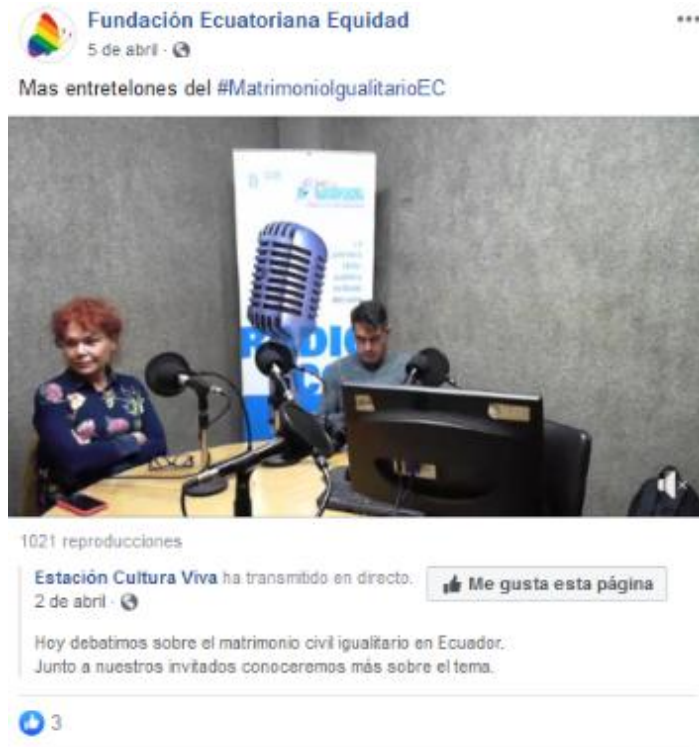 Fundación Ecuatoriana Equidad
5 de abril ·
Mas entretelones del #MatrimonioIgualitarioEC
RADIO
1021 reproducciones
Estación Cultura Viva ha transmitido en directo.
Me gusta esta página
2 de abril ·
Hoy debatimos sobre el matrimonio civil igualitario en Ecuador.
Junto a nuestros invitados conoceremos más sobre el tema.
3